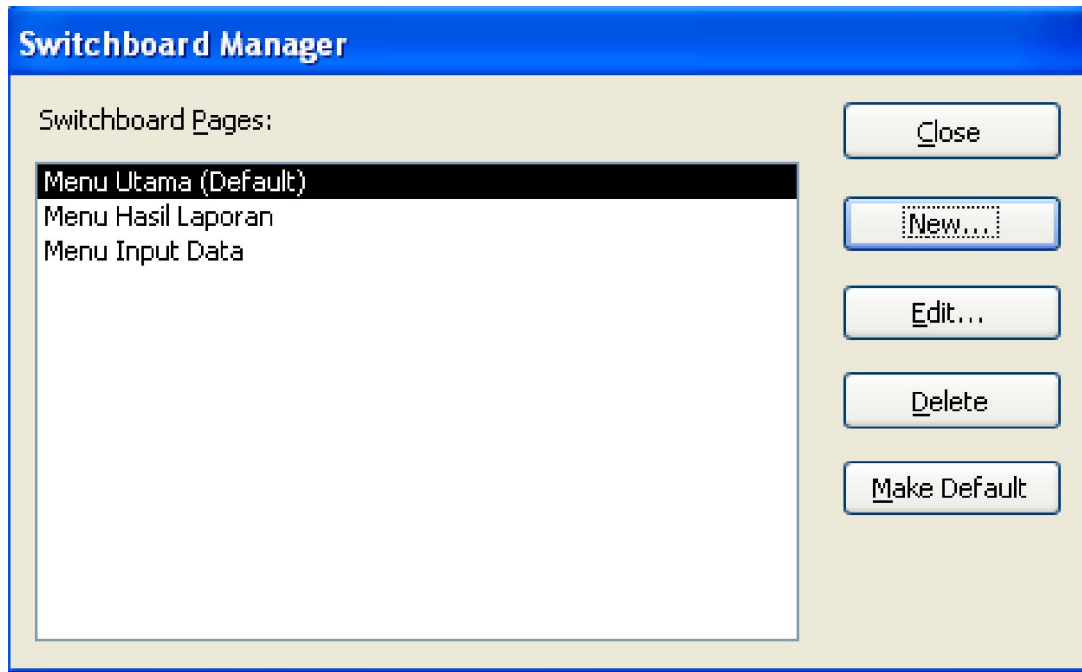 Switchboard Manager
Switchboard Pages:
Menu Utama (Default)
Menu Hasil Laporan
Menu Input Data
Close
New...
Edit...
Delete
Make Default